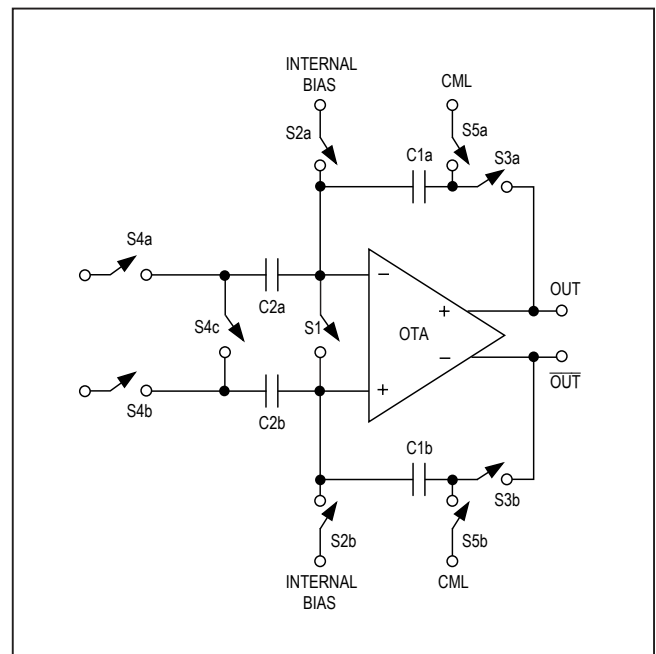 INTERNAL
BIAS
CML
S2a
S5a
C1a
S3a
S4a
C2a
−
+
OUT
S4c
S1
OTA
−
OUT
+
S4b
C2b
C1b
S3b
S2b
S5b
INTERNAL
BIAS
CML